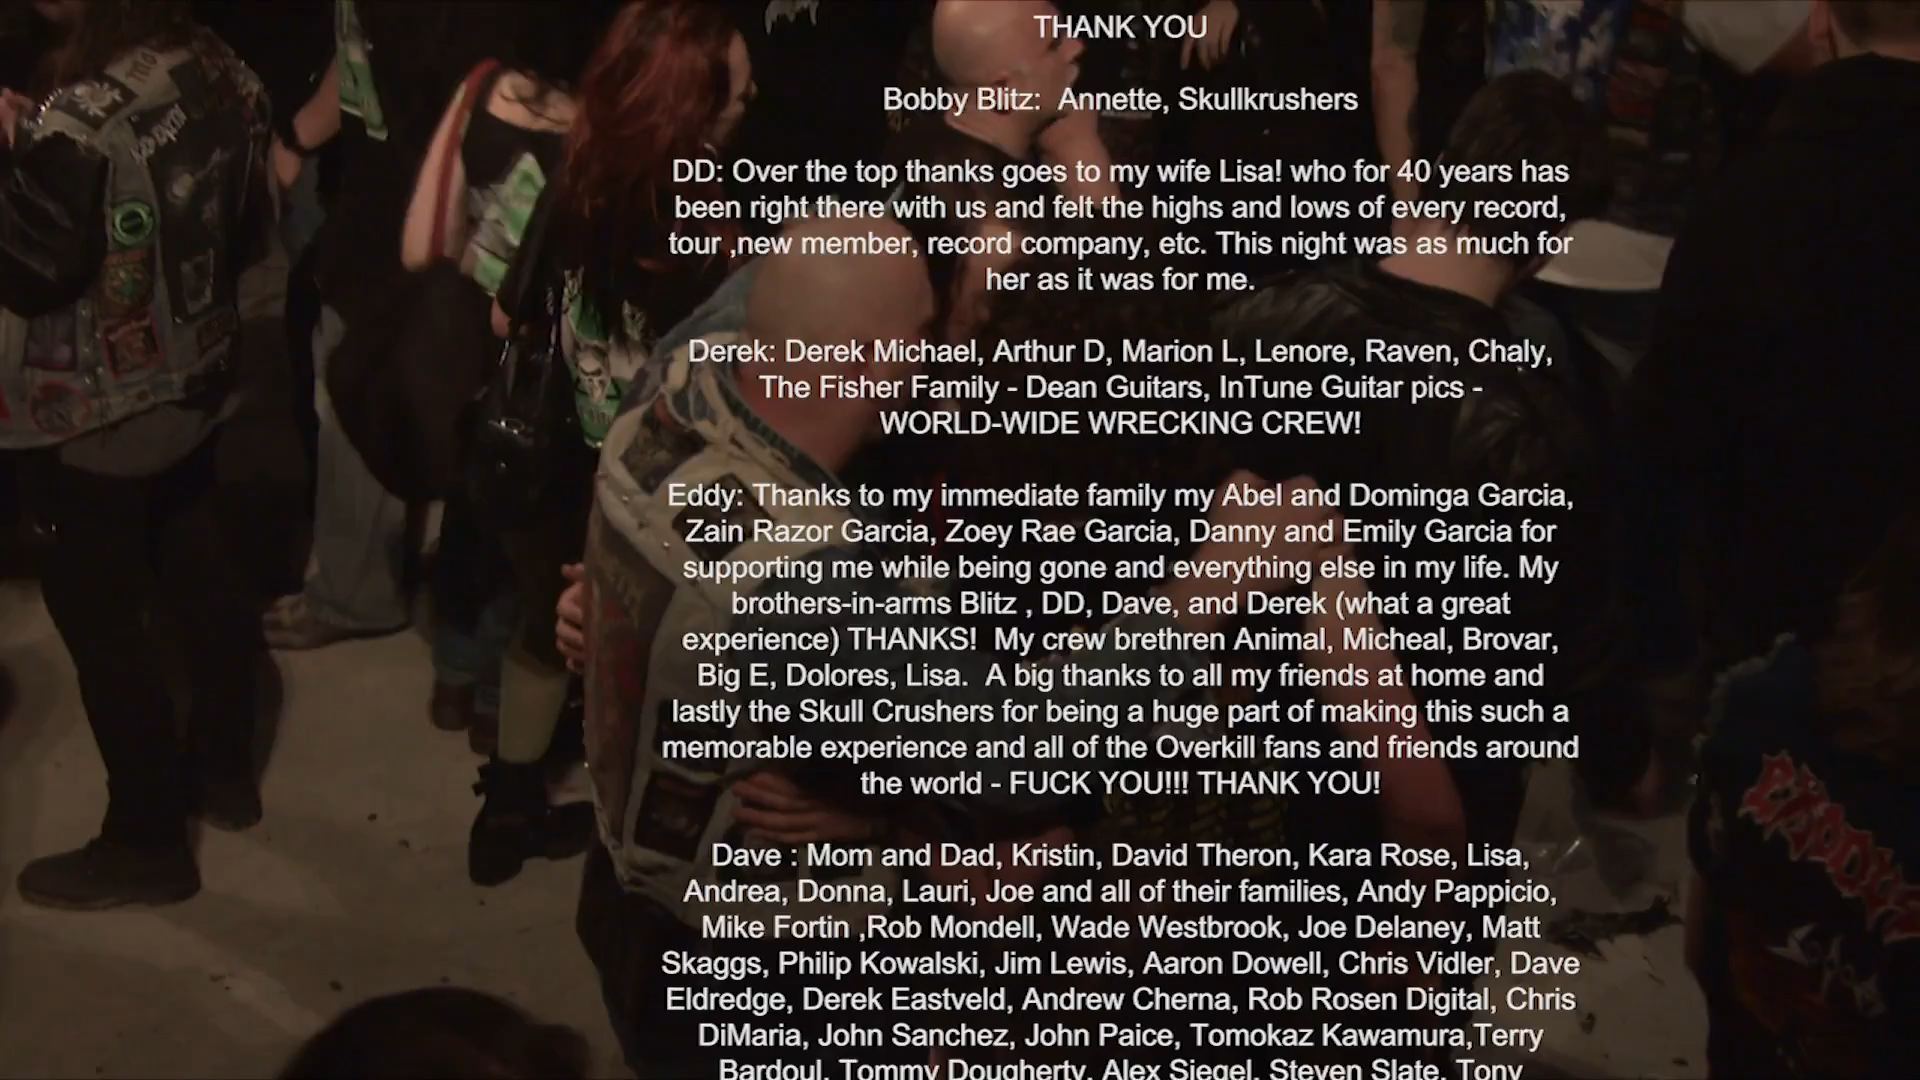 THANK YOU
Bobby Blitz:  Annette, Skullkrushers
DD: Over the top thanks goes to my wife Lisa! who for 40 years has
been right there with us and felt the highs and lows of every record,
tour ,new member, record company, etc. This night was as much for
her as it was for me.
Derek: Derek Michael, Arthur D, Marion L, Lenore, Raven, Chaly,
The Fisher Family - Dean Guitars, InTune Guitar pics -
WORLD-WIDE WRECKING CREW!
Eddy: Thanks to my immediate family my Abel and Dominga Garcia,
Zain Razor Garcia, Zoey Rae Garcia, Danny and Emily Garcia for
supporting me while being gone and everything else in my life. My
brothers-in-arms Blitz , DD, Dave, and Derek (what a great
experience) THANKS!  My crew brethren Animal, Micheal, Brovar,
Big E, Dolores, Lisa.  A big thanks to all my friends at home and
lastly the Skull Crushers for being a huge part of making this such a
memorable experience and all of the Overkill fans and friends around
the world - FUCK YOU!!! THANK YOU!
Dave : Mom and Dad, Kristin, David Theron, Kara Rose, Lisa,
Andrea, Donna, Lauri, Joe and all of their families, Andy Pappicio,
Mike Fortin ,Rob Mondell, Wade Westbrook, Joe Delaney, Matt
Skaggs, Philip Kowalski, Jim Lewis, Aaron Dowell, Chris Vidler, Dave
Eldredge, Derek Eastveld, Andrew Cherna, Rob Rosen Digital, Chris
DiMaria, John Sanchez, John Paice, Tomokaz Kawamura,Terry
Bardoul, Tommy Dougherty, Alex Siegel, Steven Slate, Tony